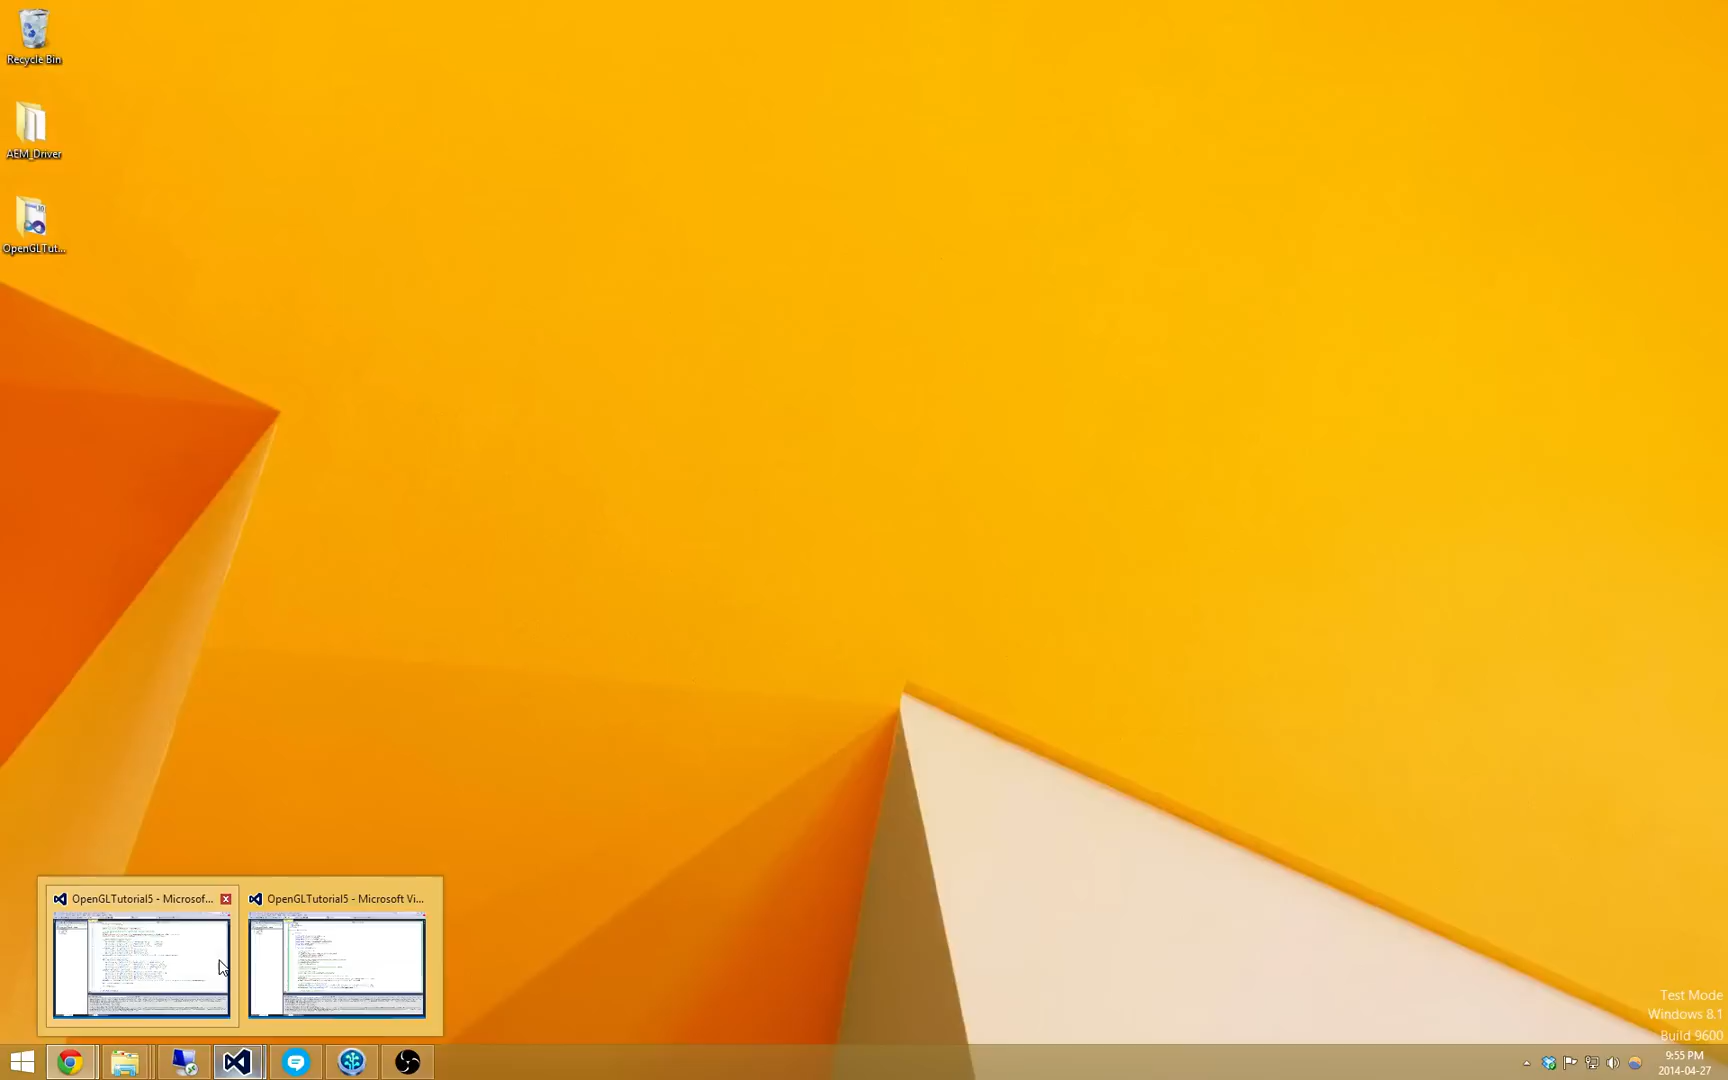 Recycle Bin
AEM_Driver
OpenGLTut...
OpenGLTutorial5 - Microsof...
OpenGLTutorial5 - Microsoft Vi...
Test Mode
Windows 8.1
Build 9600
9:55 PM
2014-04-27